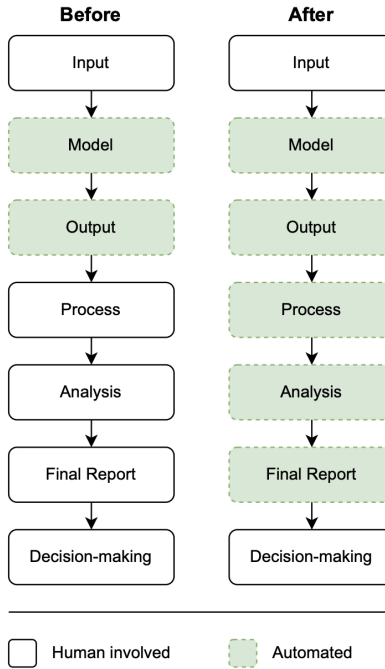 Before
Input
Model
Output
Process
Analysis
Final Report
Decision-making
After
Input
Model
Output
Process
Analysis
Final Report
Decision-making
Human involved
Automated